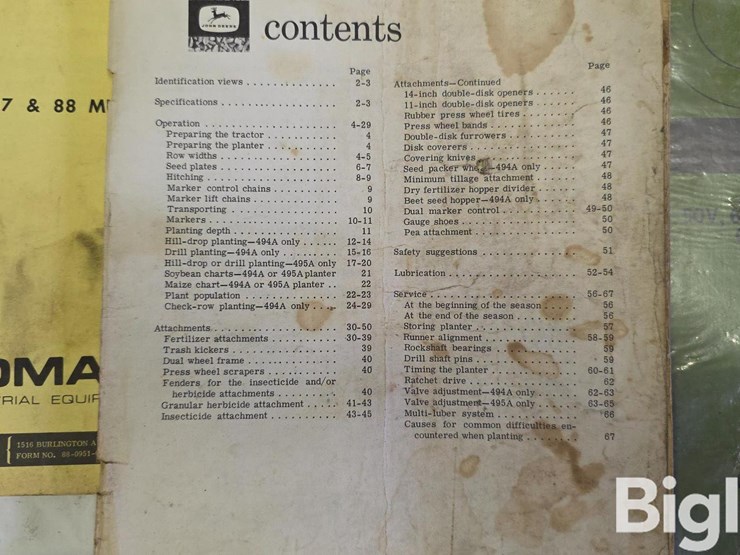 JOHN DEERE
contents
Page
Identification views . . . . . . . . . . . . . 2-3
Specifications . . . . . . . . . . . . . . . . . 2-3
Operation . . . . . . . . . . . . . . . . . . . . 4-29
Preparing the tractor . . . . . . . . . . . 4
Preparing the planter . . . . . . . . . . . 4
Row widths . . . . . . . . . . . . . . . . . 4-5
Seed plates . . . . . . . . . . . . . . . . . 6-7
Hitching . . . . . . . . . . . . . . . . . . . 8-9
Marker control chains . . . . . . . . . . 9
Marker lift chains . . . . . . . . . . . . . 9
Transporting . . . . . . . . . . . . . . . . 10
Markers . . . . . . . . . . . . . . . . . . . 10-11
Planting depth . . . . . . . . . . . . . . . 11
Hill-drop planting—494A only . . . . . . 12-14
Drill planting—494A only . . . . . . . . 15-16
Hill-drop or drill planting—495A only 17-20
Soybean charts—494A or 495A planter 21
Maize chart—494A or 495A planter . . 22
Plant population . . . . . . . . . . . . . . 22-23
Check-row planting—494A only . . . . 24-29
Attachments . . . . . . . . . . . . . . . . . . . 30-50
Fertilizer attachments . . . . . . . . . . 30-39
Trash kickers . . . . . . . . . . . . . . . . 39
Dual wheel frame . . . . . . . . . . . . . 40
Press wheel scrapers . . . . . . . . . . . 40
Fenders for the insecticide and/or
herbicide attachments . . . . . . . . . 40
Granular herbicide attachment . . . . . 41-43
Insecticide attachment . . . . . . . . . . 43-45
Page
Attachments—Continued
14-inch double-disk openers . . . . . . 46
11-inch double-disk openers . . . . . . 46
Rubber press wheel tires . . . . . . . . 46
Press wheel bands . . . . . . . . . . . . . 46
Double-disk furrowers . . . . . . . . . . 47
Disk coverers . . . . . . . . . . . . . . . . 47
Covering knives . . . . . . . . . . . . . . 47
Seed packer wheel—494A only . . . . . 47
Minimum tillage attachment . . . . . . . 48
Dry fertilizer hopper divider . . . . . . 48
Beet seed hopper—494A only . . . . . . 48
Dual marker control . . . . . . . . . . . . 49-50
Gauge shoes . . . . . . . . . . . . . . . . . 50
Pea attachment . . . . . . . . . . . . . . . 50
Safety suggestions . . . . . . . . . . . . . . . 51
Lubrication . . . . . . . . . . . . . . . . . . . . 52-54
Service . . . . . . . . . . . . . . . . . . . . . . 56-67
At the beginning of the season . . . . . 56
At the end of the season . . . . . . . . . 56
Storing planter . . . . . . . . . . . . . . . 57
Runner alignment . . . . . . . . . . . . . 58-59
Rockshaft bearings . . . . . . . . . . . . 59
Drill shaft pins . . . . . . . . . . . . . . . 59
Timing the planter . . . . . . . . . . . . . 60-61
Ratchet drive . . . . . . . . . . . . . . . . 62
Valve adjustment—494A only . . . . . . 62-63
Valve adjustment—495A only . . . . . . 63-65
Multi-luber system . . . . . . . . . . . . . 66
Causes for common difficulties en-
countered when planting . . . . . . . . 67
7 & 88 M
OMA
TRIAL EQUIP
1516 BURLINGTON A
FORM NO. 88-0951-
NOV.
BigI